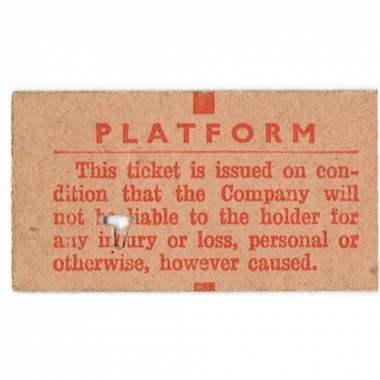 PLATFORM
This ticket is issued on con-
dition that the Company will
not liable to the holder for
any injury or loss, personal or
otherwise, however caused.